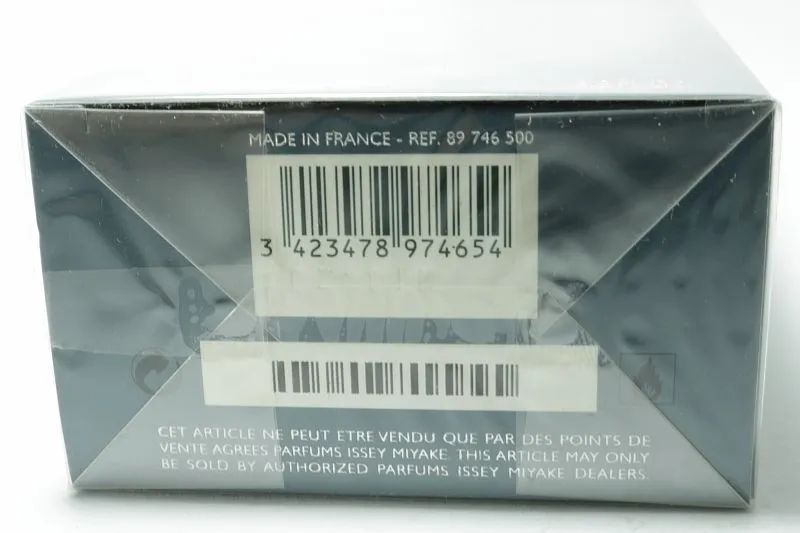 MADE IN FRANCE - REF. 89 746 500
3 423478 974654
CET ARTICLE NE PEUT ETRE VENDU QUE PAR DES POINTS DE
VENTE AGREES PARFUMS ISSEY MIYAKE. THIS ARTICLE MAY ONLY
BE SOLD BY AUTHORIZED PARFUMS ISSEY MIYAKE DEALERS.